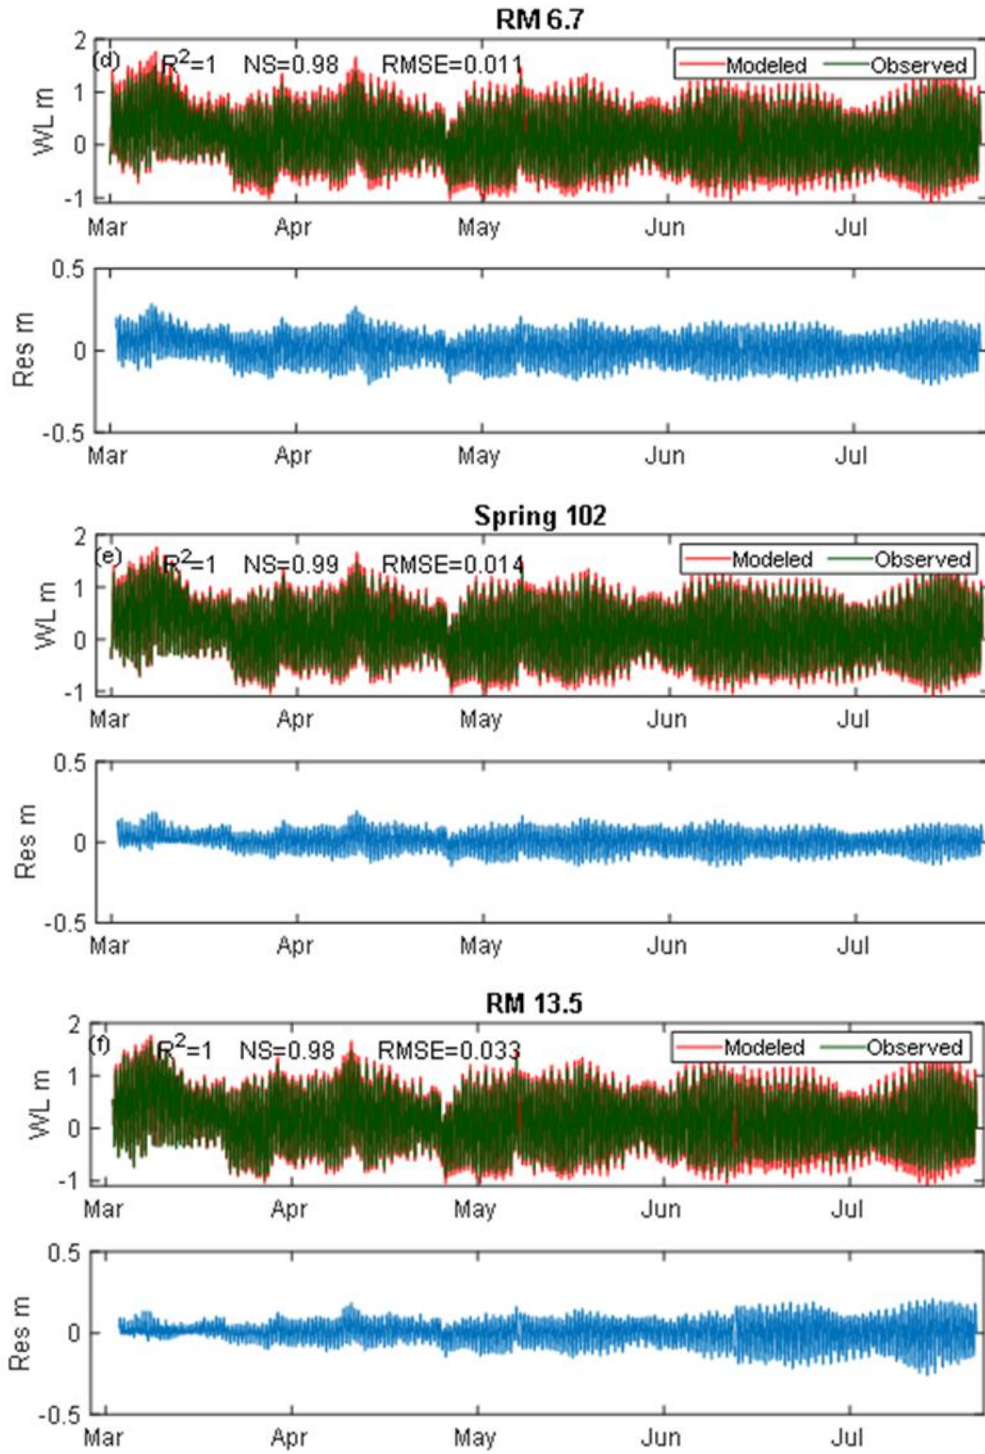 RM 6.7
(d) R²=1 NS=0.98 RMSE=0.011 Modeled Observed
2
1
0
-1
WL m
Mar Apr May Jun Jul
0.5
0
-0.5
Res m
Mar Apr May Jun Jul
Spring 102
(e) R²=1 NS=0.99 RMSE=0.014 Modeled Observed
2
1
0
-1
WL m
Mar Apr May Jun Jul
0.5
0
-0.5
Res m
Mar Apr May Jun Jul
RM 13.5
(f) R²=1 NS=0.98 RMSE=0.033 Modeled Observed
2
1
0
-1
WL m
Mar Apr May Jun Jul
0.5
0
-0.5
Res m
Mar Apr May Jun Jul